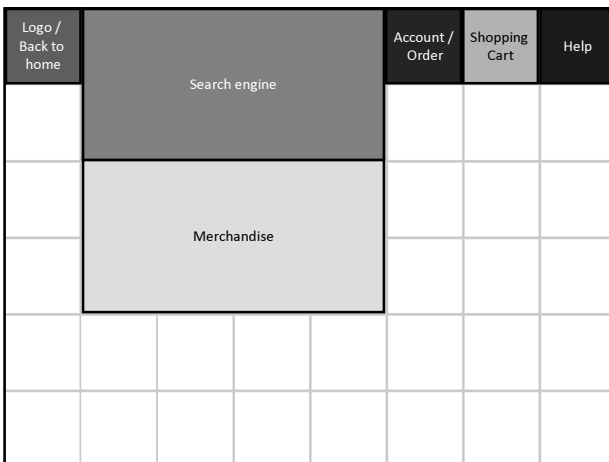 Logo /
Back to
home
Search engine
Account /
Order
Shopping
Cart
Help
Merchandise